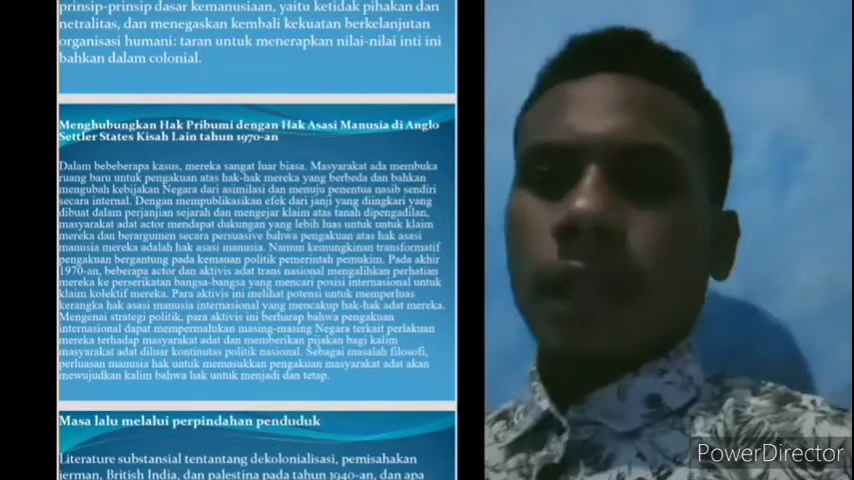 prinsip-prinsip dasar kemanusiaan, yaitu ketidak pihakan dan
netralitas, dan menegaskan kembali kekuatan berkelanjutan
organisasi humani: taran untuk menerapkan nilai-nilai inti ini
bahkan dalam colonial.
Menghubungkan Hak Pribumi dengan Hak Asasi Manusia di Anglo
Settler States Kisah Lain tahun 1970-an
Dalam bebeberapa kasus, mereka sangat luar biasa. Masyarakat ada membuka
ruang baru untuk pengakuan atas hak-hak mereka yang berbeda dan bahkan
mengubah kebijakan Negara dari asimilasi dan menuju penentua nasib sendiri
secara internal. Dengan mempublikasikan efek dari janji yang diingkari yang
dibuat dalam perjanjian sejarah dan mengejar klaim atas tanah dipengadilan,
masyarakat adat actor mendapat dukungan yang lebih luas untuk untuk klaim
mereka dan berargumen secara persuasive bahwa pengakuan atas hak asasi
manusia mereka adalah hak asasi manusia. Namun kemungkinan transformatif
pengakuan bergantung pada kemauan politik pemerintah pemukim. Pada akhir
1970-an, beberapa actor dan aktivis adat trans nasional mengalihkan perhatian
mereka ke perserikatan bangsa-bangsa yang mencari posisi internasional untuk
klaim kolektif mereka. Para aktivis ini melihat potensi untuk memperluas
kerangka hak asasi manusia internasional yang mencakup hak-hak adat mereka.
Mengenai strategi politik, para aktivis ini berharap bahwa pengakuan
internasional dapat mempermalukan masing-masing Negara terkait perlakuan
mereka terhadap masyarakat adat dan memberikan pijakan bagi kalim
masyarakat adat diluar kontinutas politik nasional. Sebagai masalah filosofi,
perluasan manusia hak untuk memasukkan pengakuan masyarakat adat akan
mewujudkan kalim bahwa hak untuk menjadi dan tetap.
Masa lalu melalui perpindahan penduduk
Literature substansial tentantang dekolonialisasi, pemisahakan
jerman, British India, dan palestina pada tahun 1940-an, dan apa
PowerDirector